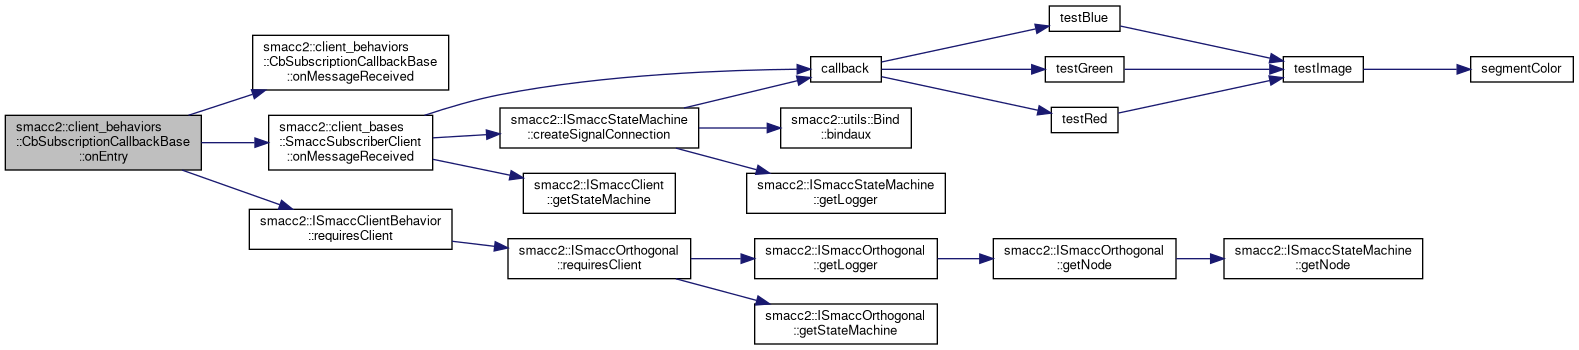 smacc2::client_behaviors
::CbSubscriptionCallbackBase
::onEntry
smacc2::client_behaviors
::CbSubscriptionCallbackBase
::onMessageReceived
smacc2::client_bases
::SmaccSubscriberClient
::onMessageReceived
smacc2::ISmaccClientBehavior
::requiresClient
smacc2::ISmaccStateMachine
::createSignalConnection
smacc2::ISmaccClient
::getStateMachine
smacc2::ISmaccOrthogonal
::requiresClient
callback
smacc2::utils::Bind
::bindaux
smacc2::ISmaccStateMachine
::getLogger
smacc2::ISmaccOrthogonal
::getLogger
smacc2::ISmaccOrthogonal
::getStateMachine
testBlue
testGreen
testRed
smacc2::ISmaccOrthogonal
::getNode
testImage
smacc2::ISmaccStateMachine
::getNode
segmentColor